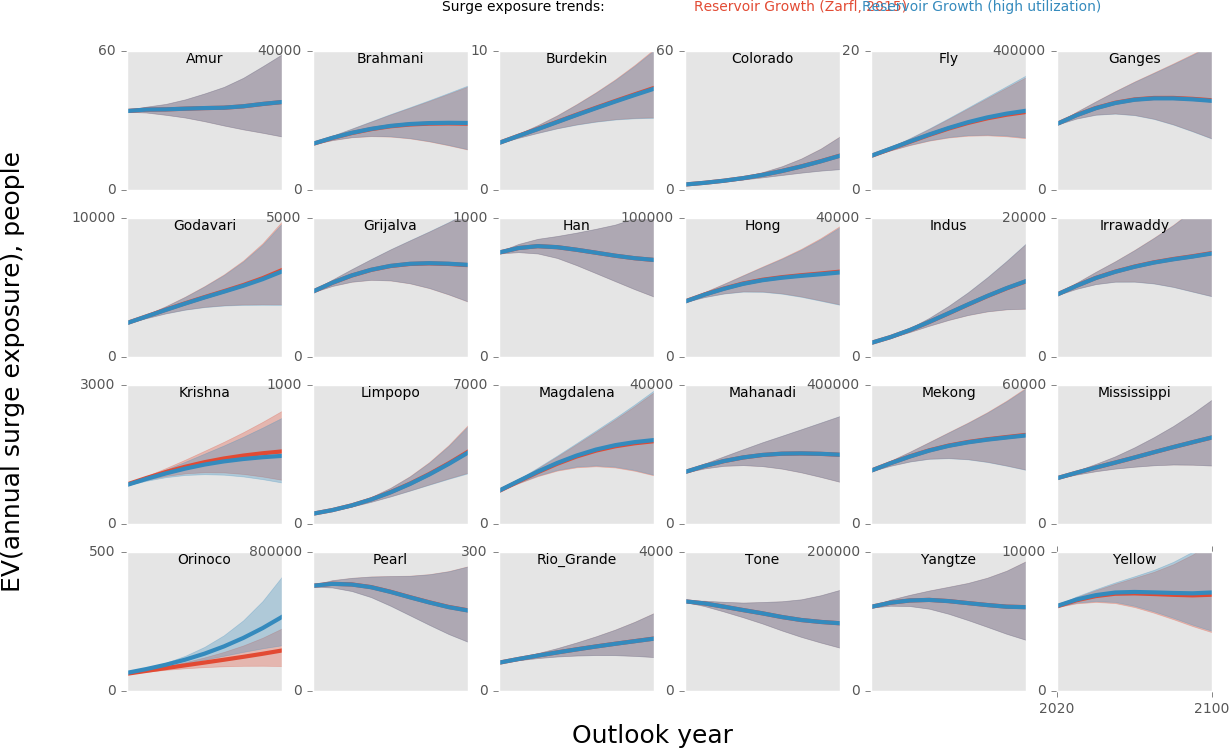 Surge exposure trends: Reservoir Growth (Zarfl, 2015) Reservoir Growth (high utilization)
60 40000 10 60 20 400000
Amur Brahmani Burdekin Colorado Fly Ganges
0 0 0 0 0 0
10000 5000 1000 100000 40000 20000
Godavari Grijalva Han Hong Indus Irrawaddy
0 0 0 0 0 0
3000 1000 7000 40000 400000 60000
Krishna Limpopo Magdalena Mahanadi Mekong Mississippi
0 0 0 0 0 0
500 800000 300 4000 200000 10000
Orinoco Pearl Rio_Grande Tone Yangtze Yellow
0 0 0 0 0 0
2020 2100
EV(annual surge exposure), people
Outlook year